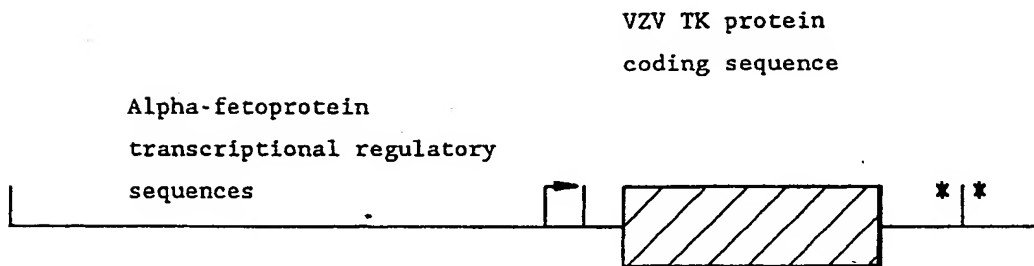 VZV TK protein
coding sequence
Alpha-fetoprotein
transcriptional regulatory
sequences
* *